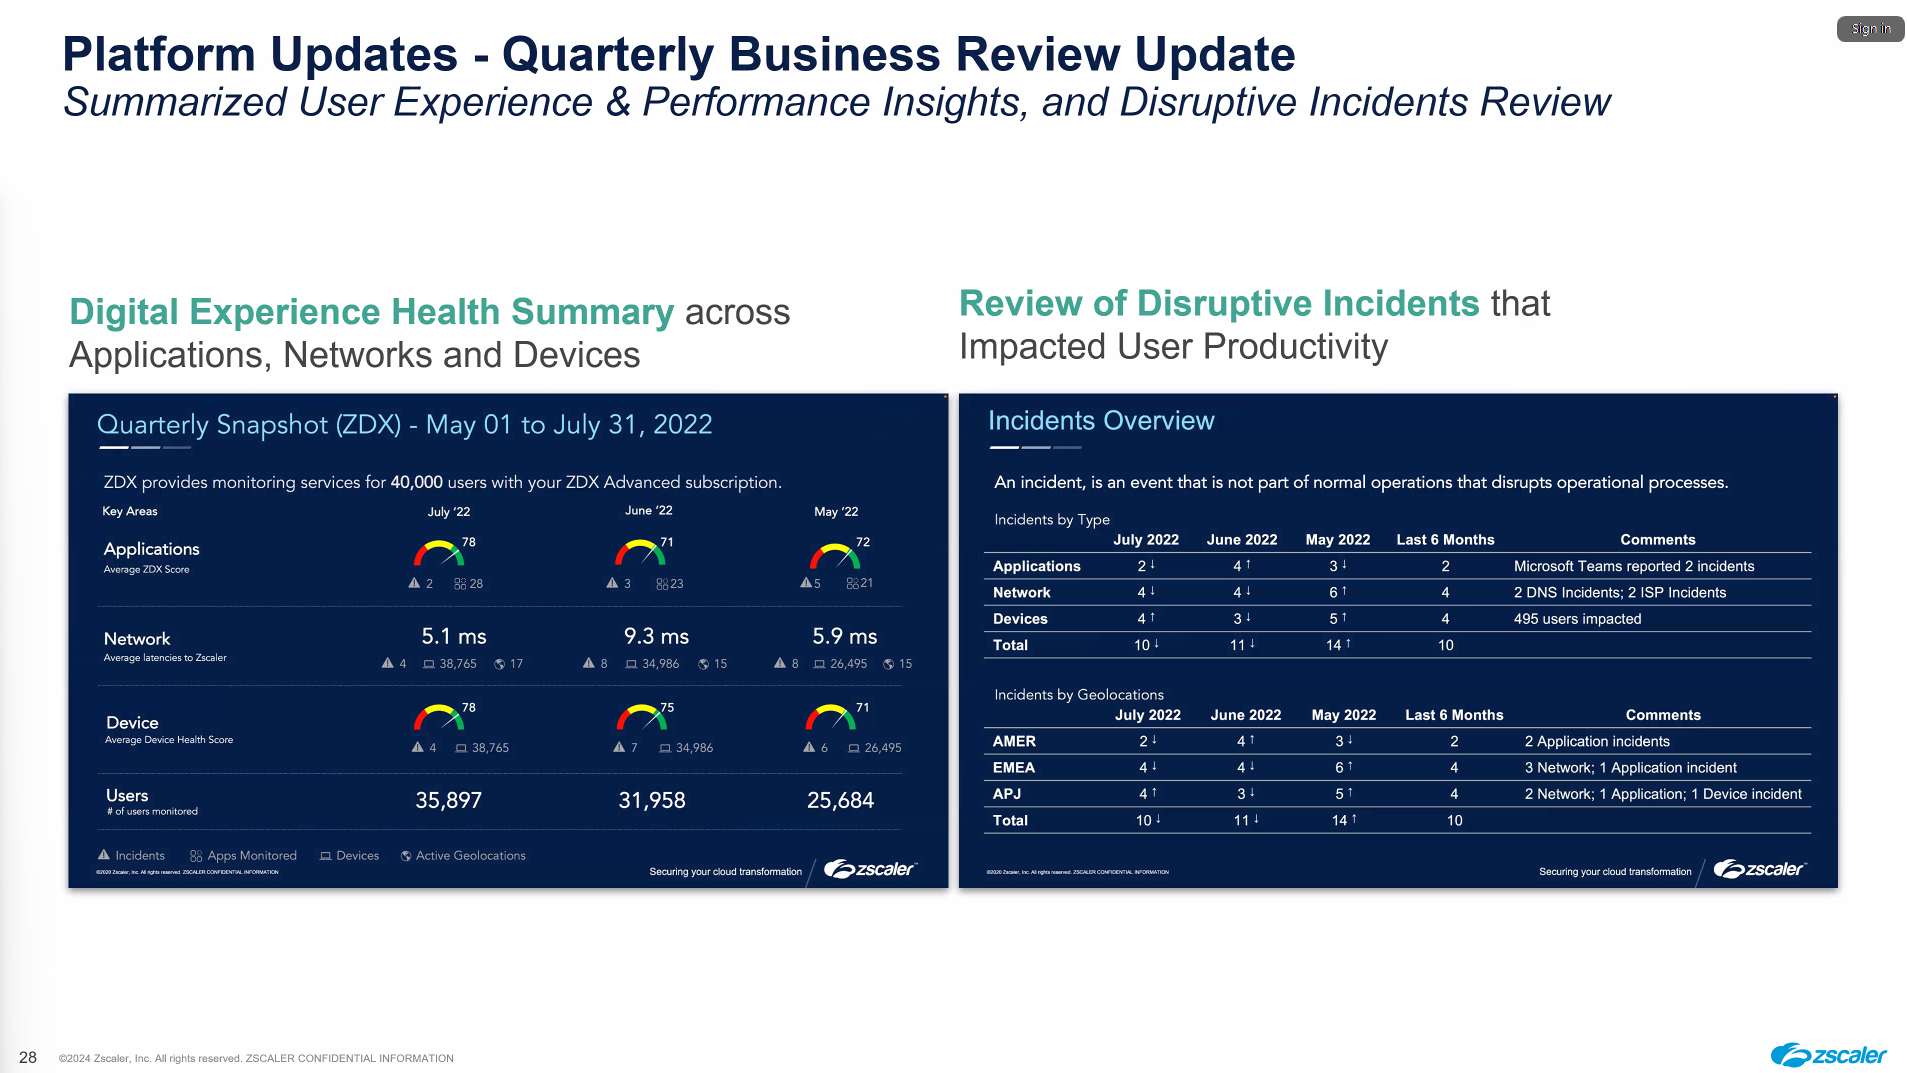 Sign in
Platform Updates - Quarterly Business Review Update
Summarized User Experience & Performance Insights, and Disruptive Incidents Review
Digital Experience Health Summary across
Applications, Networks and Devices
Quarterly Snapshot (ZDX) - May 01 to July 31, 2022
ZDX provides monitoring services for 40,000 users with your ZDX Advanced subscription.
Key Areas July ‘22 June ‘22 May ‘22
Applications 78 71 72
Average ZDX Score
2 28 3 23 5 21
Network 5.1 ms 9.3 ms 5.9 ms
Average latencies to Zscaler 4 38,765 17 8 34,986 15 8 26,495 15
Device 78 75 71
Average Device Health Score 4 38,765 7 34,986 6 26,495
Users 35,897 31,958 25,684
# of users monitored
Incidents Apps Monitored Devices Active Geolocations
©2020 Zscaler, Inc. All rights reserved. ZSCALER CONFIDENTIAL INFORMATION Securing your cloud transformation zscaler™
Review of Disruptive Incidents that
Impacted User Productivity
Incidents Overview
An incident, is an event that is not part of normal operations that disrupts operational processes.
Incidents by Type
July 2022 June 2022 May 2022 Last 6 Months Comments
Applications 2 ↓ 4 ↑ 3 ↓ 2 Microsoft Teams reported 2 incidents
Network 4 ↓ 4 ↓ 6 ↑ 4 2 DNS Incidents; 2 ISP Incidents
Devices 4 ↑ 3 ↓ 5 ↑ 4 495 users impacted
Total 10 ↓ 11 ↓ 14 ↑ 10
Incidents by Geolocations
July 2022 June 2022 May 2022 Last 6 Months Comments
AMER 2 ↓ 4 ↑ 3 ↓ 2 2 Application incidents
EMEA 4 ↓ 4 ↓ 6 ↑ 4 3 Network; 1 Application incident
APJ 4 ↑ 3 ↓ 5 ↑ 4 2 Network; 1 Application; 1 Device incident
Total 10 ↓ 11 ↓ 14 ↑ 10
©2020 Zscaler, Inc. All rights reserved. ZSCALER CONFIDENTIAL INFORMATION Securing your cloud transformation zscaler™
28 ©2024 Zscaler, Inc. All rights reserved. ZSCALER CONFIDENTIAL INFORMATION zscaler